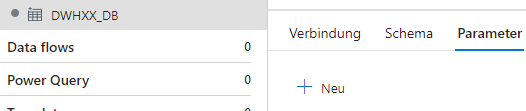 DWHXX_DB
Data flows 0
Power Query 0
Verbindung Schema Parameter
+ Neu